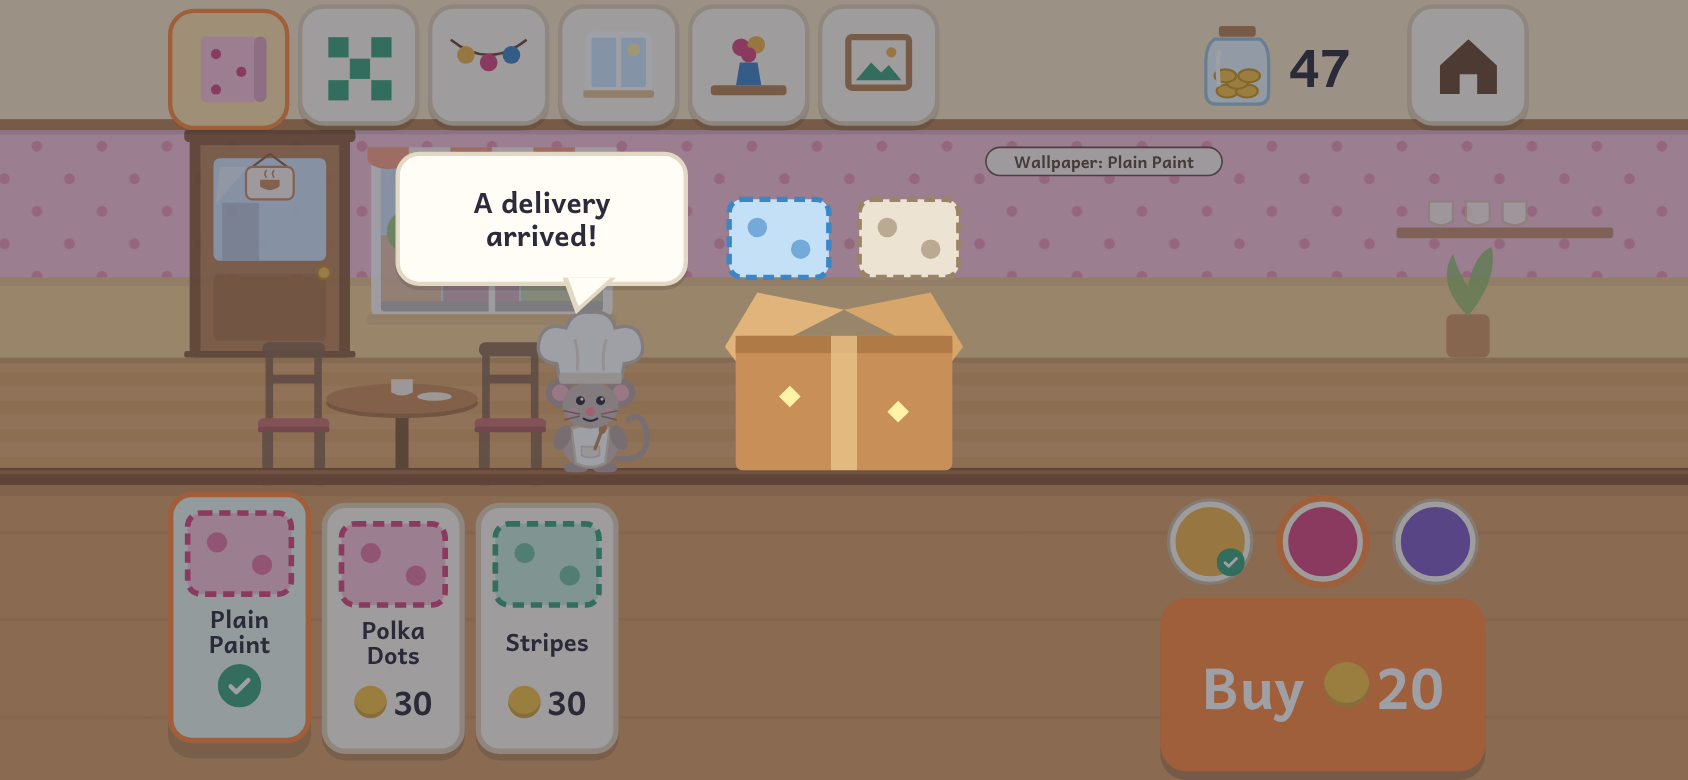 47
Wallpaper: Plain Paint
A delivery
arrived!
Plain
Paint
Polka
Dots
30
Stripes
30
Buy 20